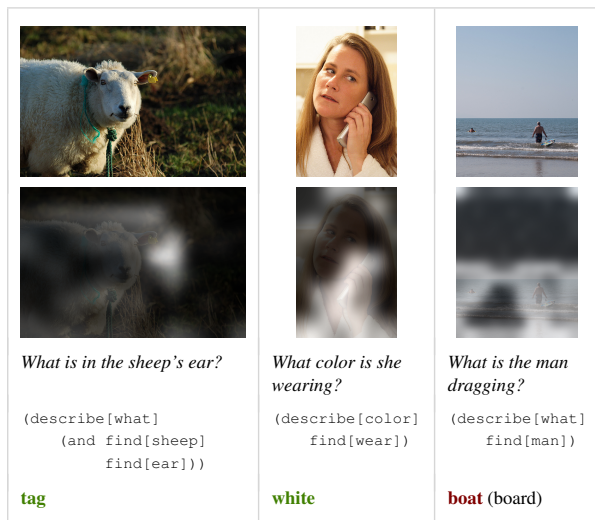 What is in the sheep's ear?
(describe[what]
(and find[sheep]
find[ear]))
tag
What color is she
wearing?
(describe[color]
find[wear])
white
What is the man
dragging?
(describe[what]
find[man])
boat (board)